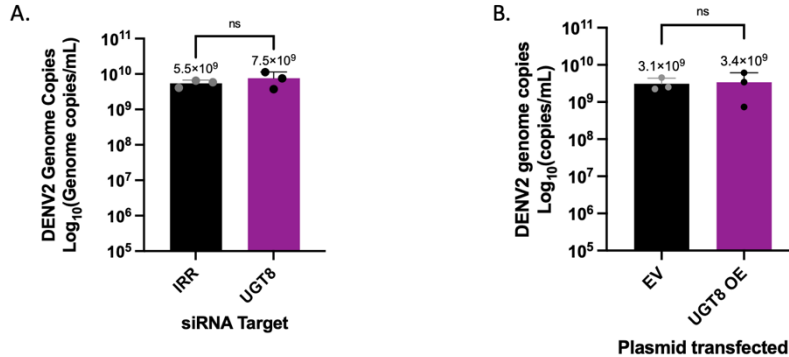 A.
ns
5.5×10⁹
7.5×10⁹
DENV2 Genome Copies
Log₁₀(Genome copies/mL)
10¹¹
10¹⁰
10⁹
10⁸
10⁷
10⁶
10⁵
IRR
UGT8
siRNA Target
B.
ns
3.1×10⁹
3.4×10⁹
DENV2 genome copies
Log₁₀(copies/mL)
10¹¹
10¹⁰
10⁹
10⁸
10⁷
10⁶
10⁵
EV
UGT8 OE
Plasmid transfected